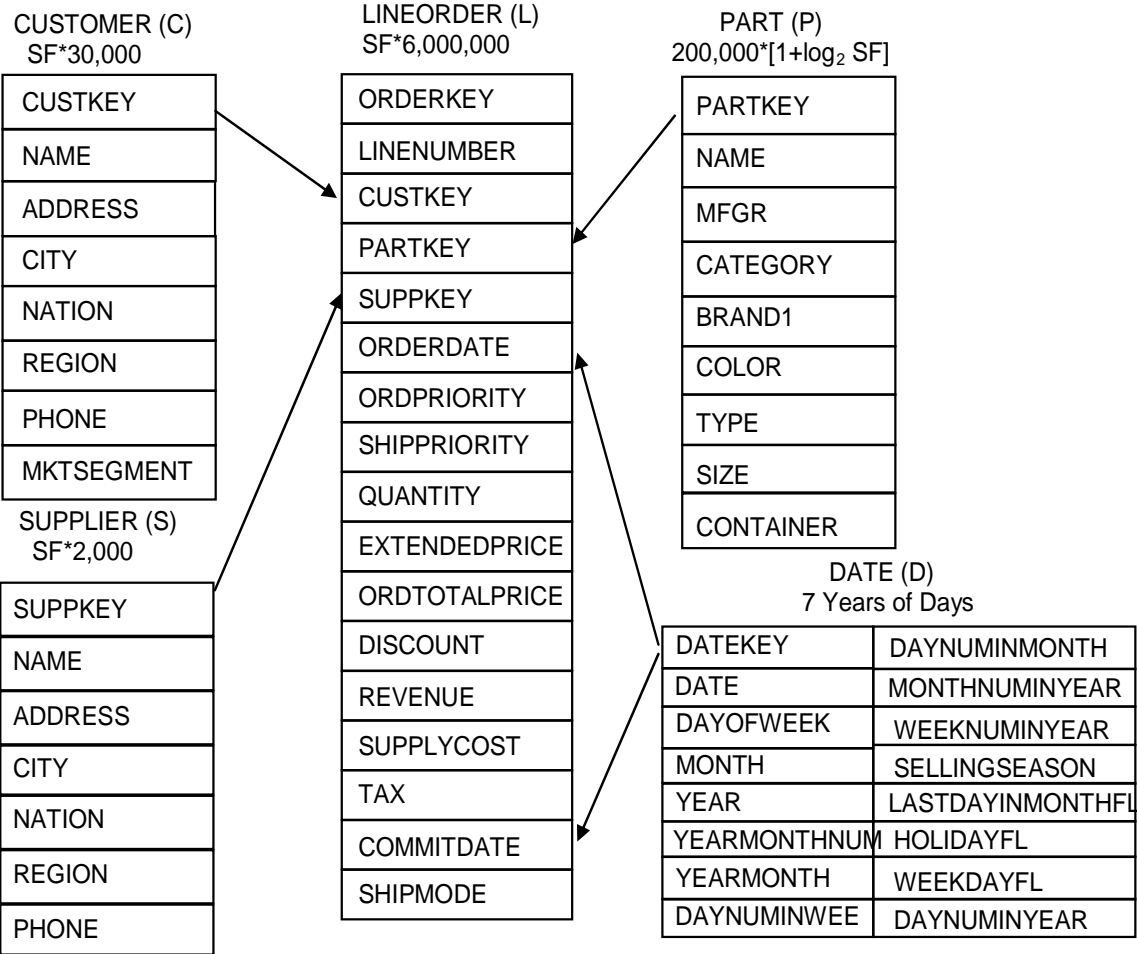 CUSTOMER (C)
SF*30,000
CUSTKEY
NAME
ADDRESS
CITY
NATION
REGION
PHONE
MKTSEGMENT
SUPPLIER (S)
SF*2,000
SUPPKEY
NAME
ADDRESS
CITY
NATION
REGION
PHONE
LINEORDER (L)
SF*6,000,000
ORDERKEY
LINENUMBER
CUSTKEY
PARTKEY
SUPPKEY
ORDERDATE
ORDPRIORITY
SHIPPRIORITY
QUANTITY
EXTENDEDPRICE
ORDTOTALPRICE
DISCOUNT
REVENUE
SUPPLYCOST
TAX
COMMITDATE
SHIPMODE
PART (P)
200,000*[1+log₂ SF]
PARTKEY
NAME
MFGR
CATEGORY
BRAND1
COLOR
TYPE
SIZE
CONTAINER
DATE (D)
7 Years of Days
DATEKEY
DATE
DAYOFWEEK
MONTH
YEAR
YEARMONTHNUM
YEARMONTH
DAYNUMINWEE
DAYNUMINMONTH
MONTHNUMINYEAR
WEEKNUMINYEAR
SELLINGSEASON
LASTDAYINMONTHFL
HOLIDAYFL
WEEKDAYFL
DAYNUMINYEAR